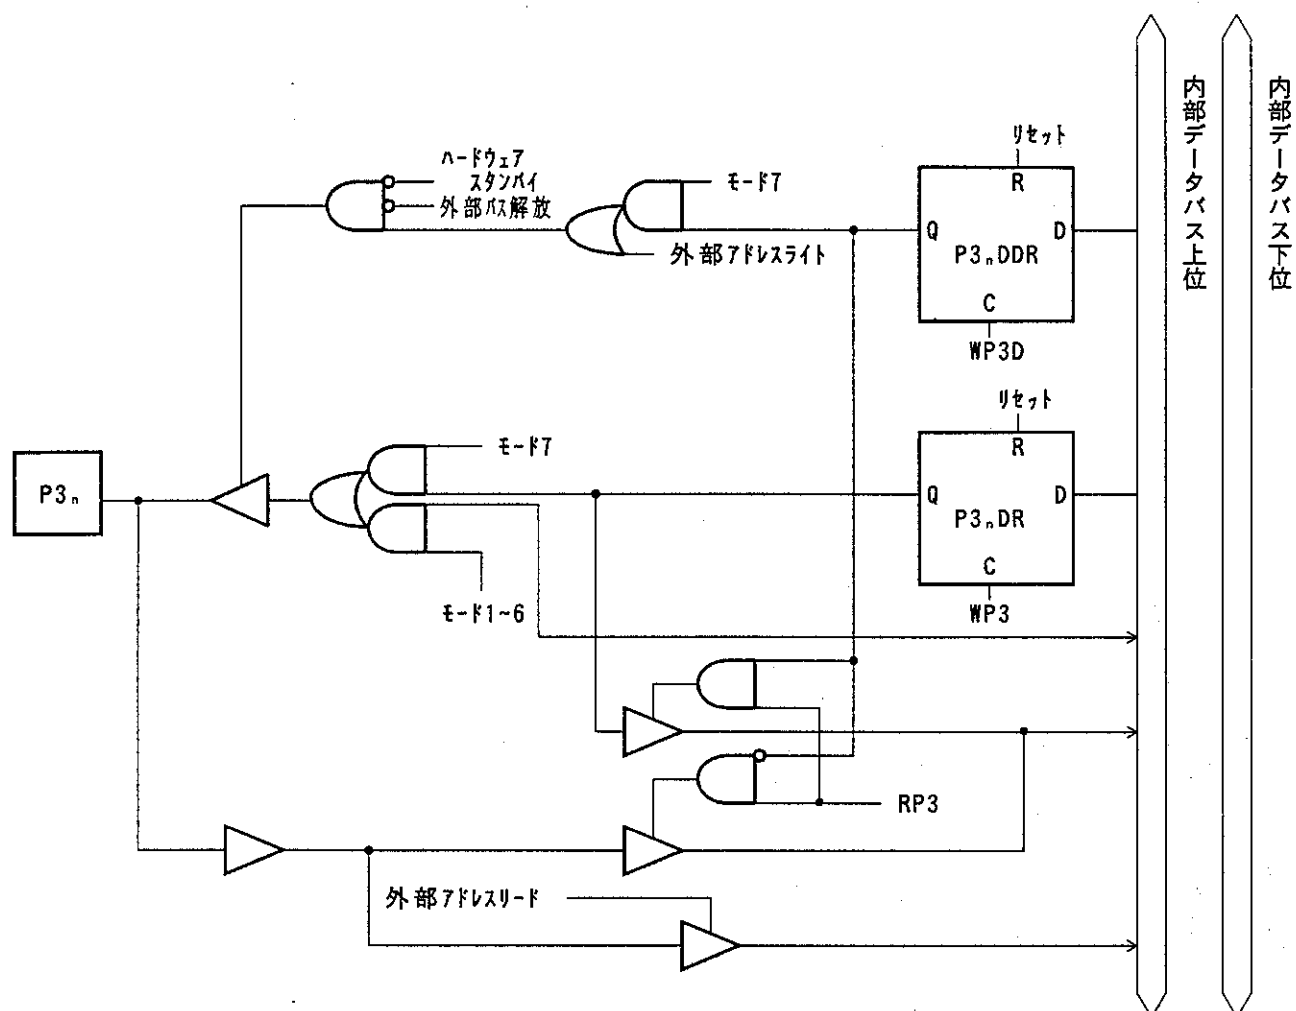 内部データバス上位
内部データバス下位
リセット
R
Q
D
P3nDDR
C
WP3D
ハードウェア
スタンバイ
外部バス解放
モード7
外部アドレスライト
リセット
R
Q
D
P3nDR
C
WP3
モード7
P3n
モード1~6
RP3
外部アドレスリード